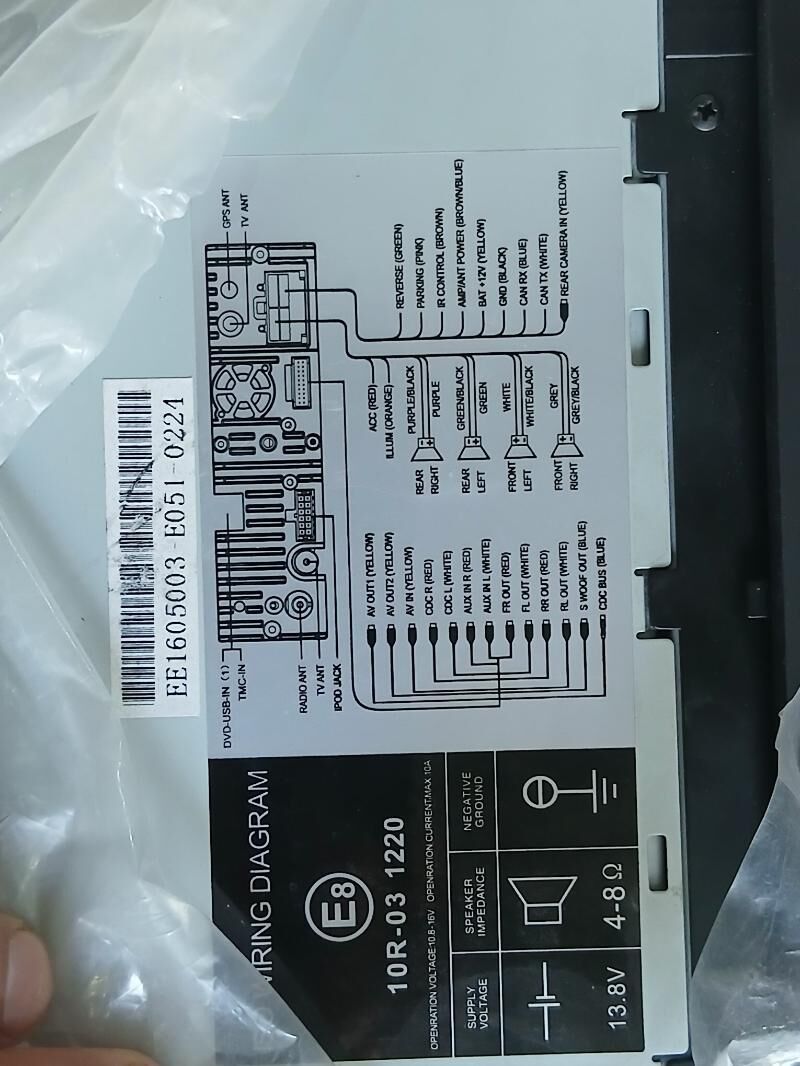 EE1605003-E051-0224
GPS ANT
TV ANT
REVERSE (GREEN)
PARKING (PINK)
IR CONTROL (BROWN)
AMP/ANT POWER (BROWN/BLUE)
BAT +12V (YELLOW)
GND (BLACK)
CAN RX (BLUE)
CAN TX (WHITE)
REAR CAMERA IN (YELLOW)
ACC (RED)
ILLUM (ORANGE)
PURPLE/BLACK
PURPLE
REAR
RIGHT
GREEN/BLACK
GREEN
REAR
LEFT
WHITE
WHITE/BLACK
FRONT
LEFT
GREY
GREY/BLACK
FRONT
RIGHT
DVD-USB-IN (1)
TMC-IN
RADIO ANT
TV ANT
IPOD JACK
AV OUT1 (YELLOW)
AV OUT2 (YELLOW)
AV IN (YELLOW)
CDC R (RED)
CDC L (WHITE)
AUX IN R (RED)
AUX IN L (WHITE)
FR OUT (RED)
FL OUT (WHITE)
RR OUT (RED)
RL OUT (WHITE)
S WOOF OUT (BLUE)
CDC BUS (BLUE)
DIAGRAM
E8
10R-03 1220
OPENRATION VOLTAGE:10.8-16V OPENRATION CURRENT:MAX 10A
SUPPLY
VOLTAGE
SPEAKER
IMPEDANCE
NEGATIVE
GROUND
13.8V
4-8Ω